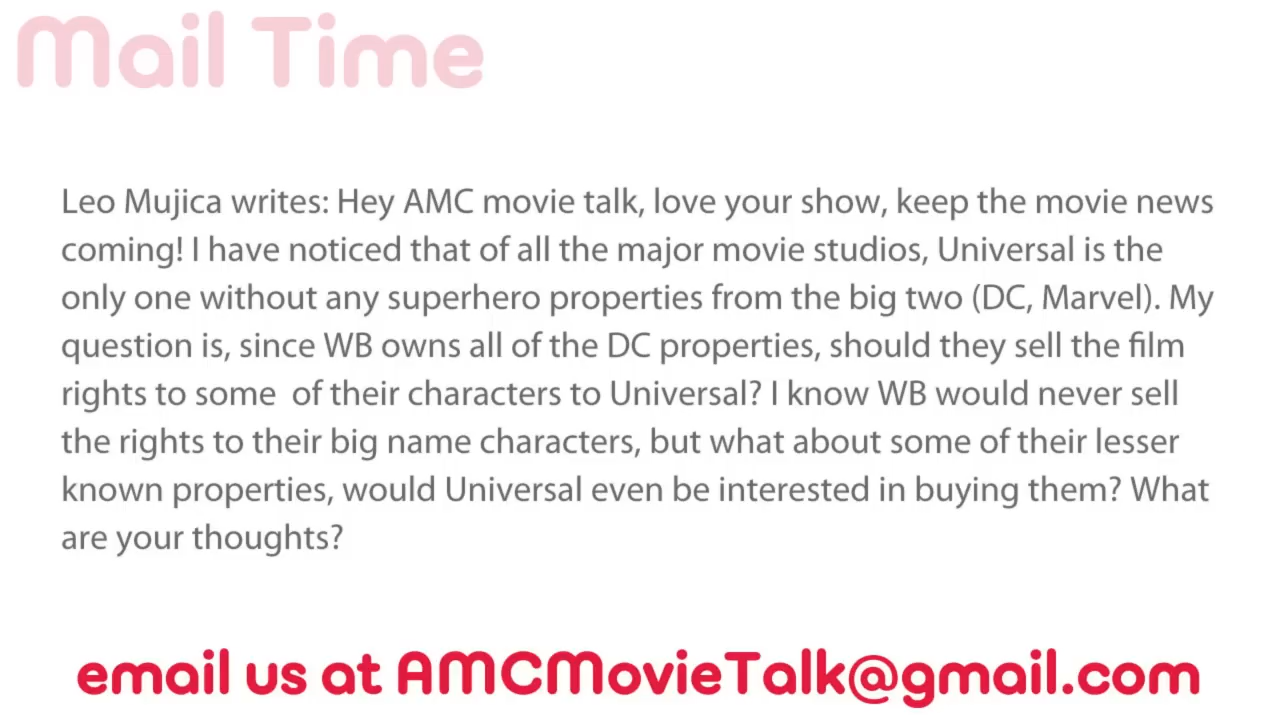 Mail Time
Leo Mujica writes: Hey AMC movie talk, love your show, keep the movie news
coming! I have noticed that of all the major movie studios, Universal is the
only one without any superhero properties from the big two (DC, Marvel). My
question is, since WB owns all of the DC properties, should they sell the film
rights to some  of their characters to Universal? I know WB would never sell
the rights to their big name characters, but what about some of their lesser
known properties, would Universal even be interested in buying them? What
are your thoughts?
email us at AMCMovieTalk@gmail.com